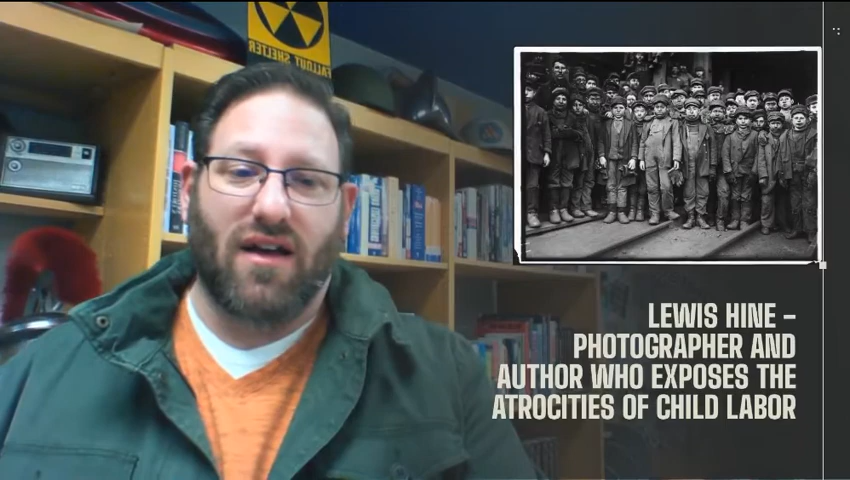 FALLOUT SHELTER
LEWIS HINE –
PHOTOGRAPHER AND
AUTHOR WHO EXPOSES THE
ATROCITIES OF CHILD LABOR